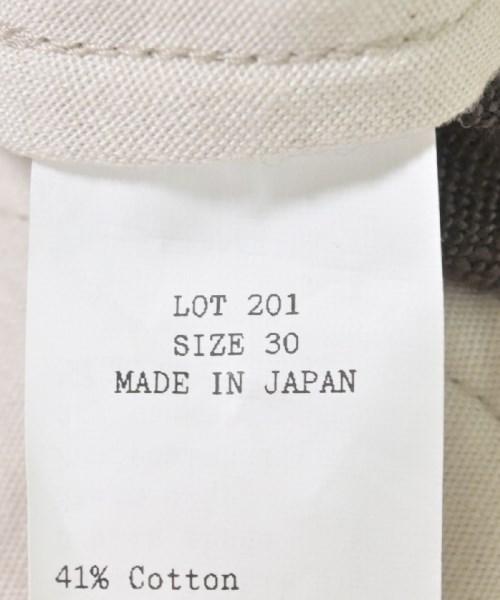 LOT 201
SIZE 30
MADE IN JAPAN
41% Cotton